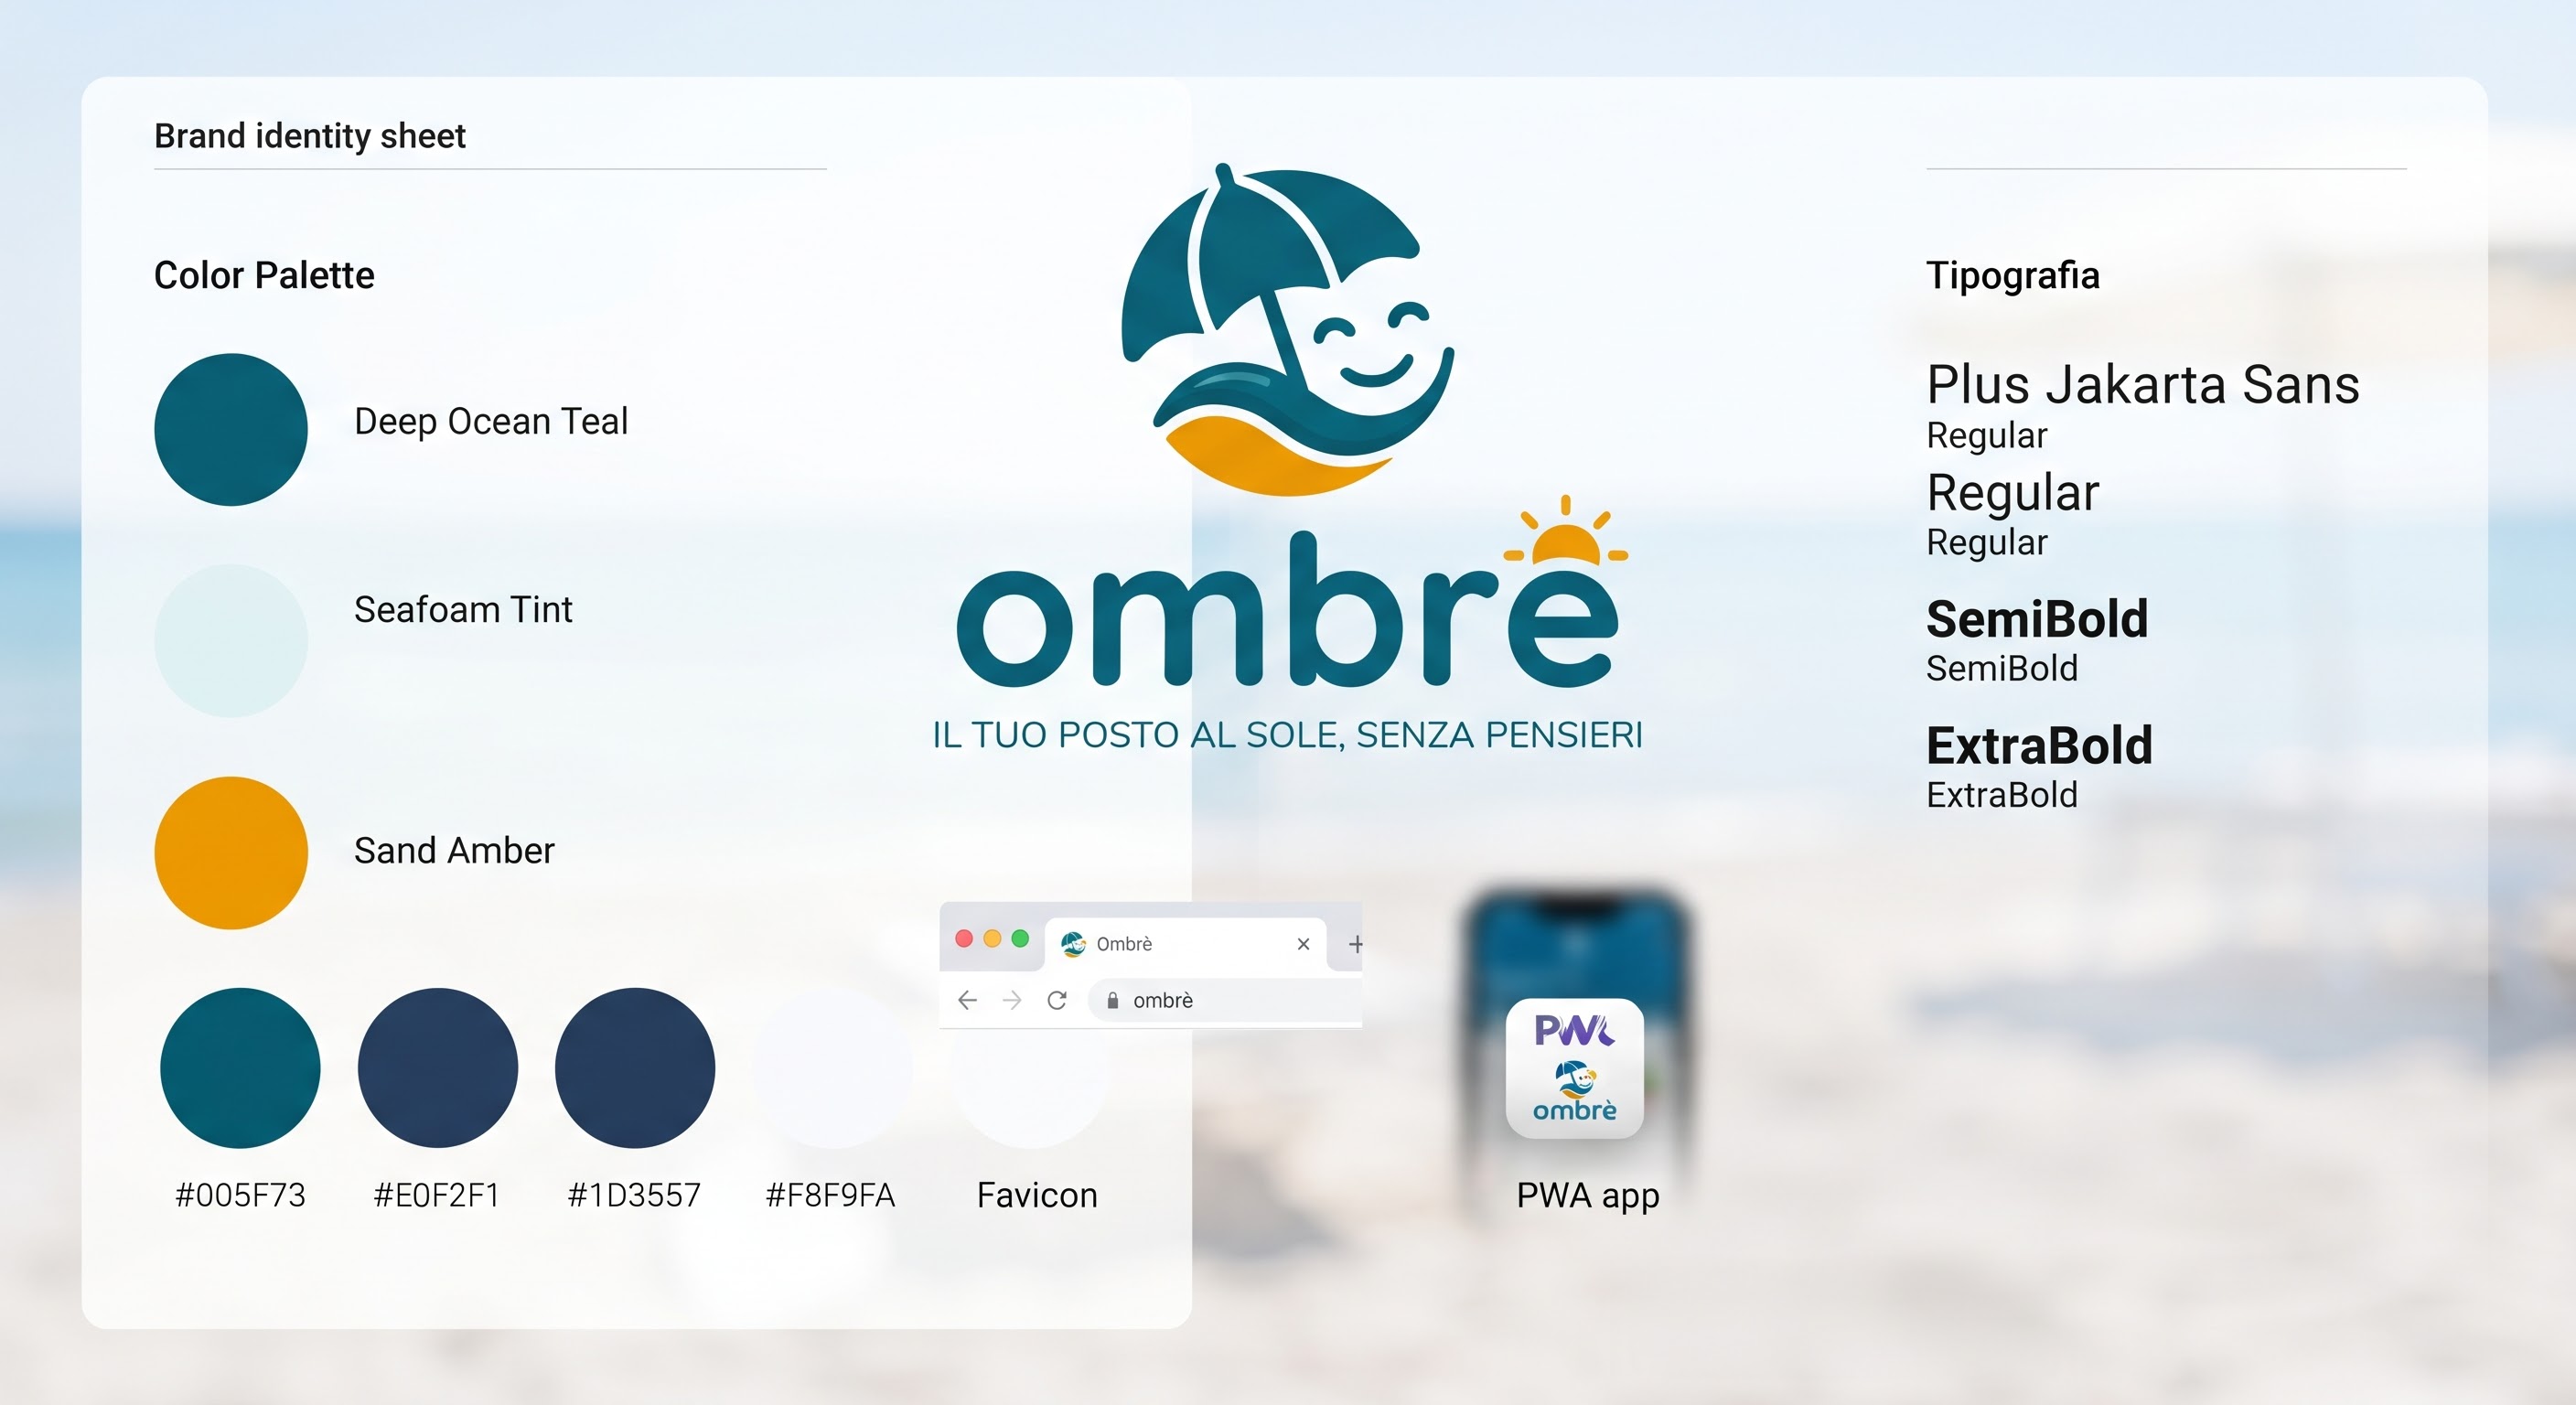 Brand identity sheet
Color Palette
Deep Ocean Teal
Seafoam Tint
Sand Amber
#005F73
#E0F2F1
#1D3557
#F8F9FA
Favicon
ombrè
IL TUO POSTO AL SOLE, SENZA PENSIERI
Ombrè
ombrè
PWA
ombrè
PWA app
Tipografia
Plus Jakarta Sans
Regular
Regular
Regular
SemiBold
SemiBold
ExtraBold
ExtraBold